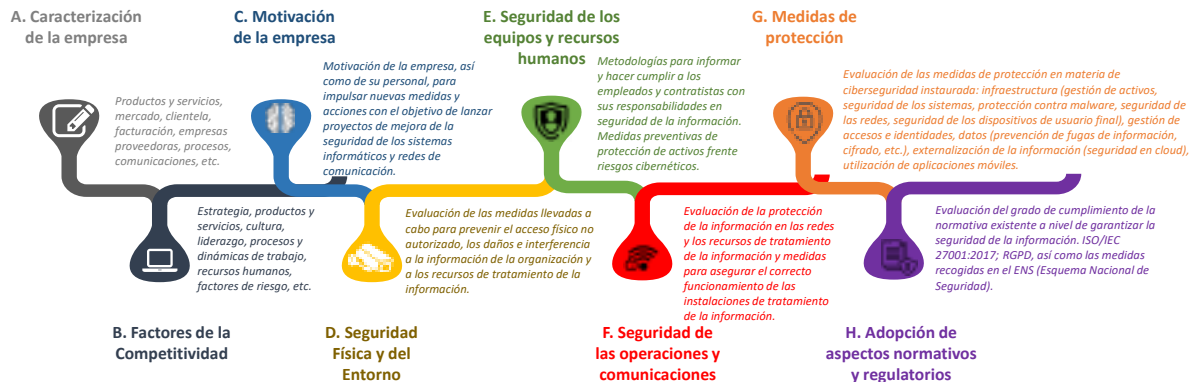 A. Caracterización
de la empresa
Productos y servicios,
mercado, clientela,
facturación, empresas
proveedoras, procesos,
comunicaciones, etc.
B. Factores de la
Competitividad
Estrategia, productos y
servicios, cultura,
liderazgo, procesos y
dinámicas de trabajo,
recursos humanos,
factores de riesgo, etc.
C. Motivación
de la empresa
Motivación de la empresa, así
como de su personal, para
impulsar nuevas medidas y
acciones con el objetivo de lanzar
proyectos de mejora de la
seguridad de los sistemas
informáticos y redes de
comunicación.
D. Seguridad
Física y del
Entorno
Evaluación de las medidas llevadas a
cabo para prevenir el acceso físico no
autorizado, los daños e interferencia
a la información de la organización y
a los recursos de tratamiento de la
información.
E. Seguridad de los
equipos y recursos
humanos
Metodologías para informar
y hacer cumplir a los
empleados y contratistas con
sus responsabilidades en
seguridad de la información.
Medidas preventivas de
protección de activos frente
riesgos cibernéticos.
F. Seguridad de
las operaciones y
comunicaciones
Evaluación de la protección
de la información en las redes
y los recursos de tratamiento
de la información y medidas
para asegurar el correcto
funcionamiento de las
instalaciones de tratamiento
de la información.
G. Medidas de
protección
Evaluación de las medidas de protección en materia de
ciberseguridad instaurada: infraestructura (gestión de activos,
seguridad de los sistemas, protección contra malware, seguridad de
las redes, seguridad de los dispositivos de usuario final), gestión de
accesos e identidades, datos (prevención de fugas de información,
cifrado, etc.), externalización de la información (seguridad en cloud),
utilización de aplicaciones móviles.
H. Adopción de
aspectos normativos
y regulatorios
Evaluación del grado de cumplimiento de la
normativa existente a nivel de garantizar la
seguridad de la información. ISO/IEC
27001:2017; RGPD, así como las medidas
recogidas en el ENS (Esquema Nacional de
Seguridad).